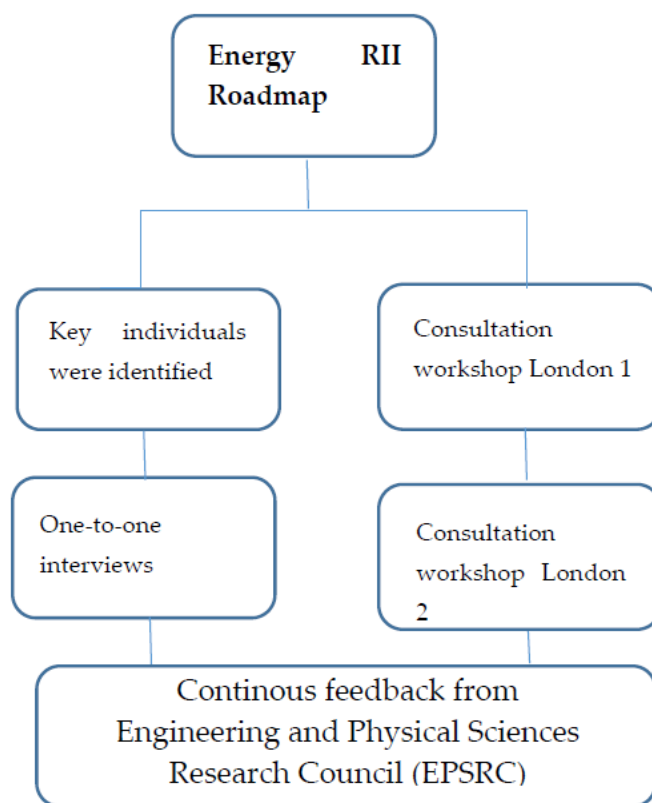 Energy RII
Roadmap
Key individuals
were identified
Consultation
workshop London 1
One-to-one
interviews
Consultation
workshop London
2
Continous feedback from
Engineering and Physical Sciences
Research Council (EPSRC)